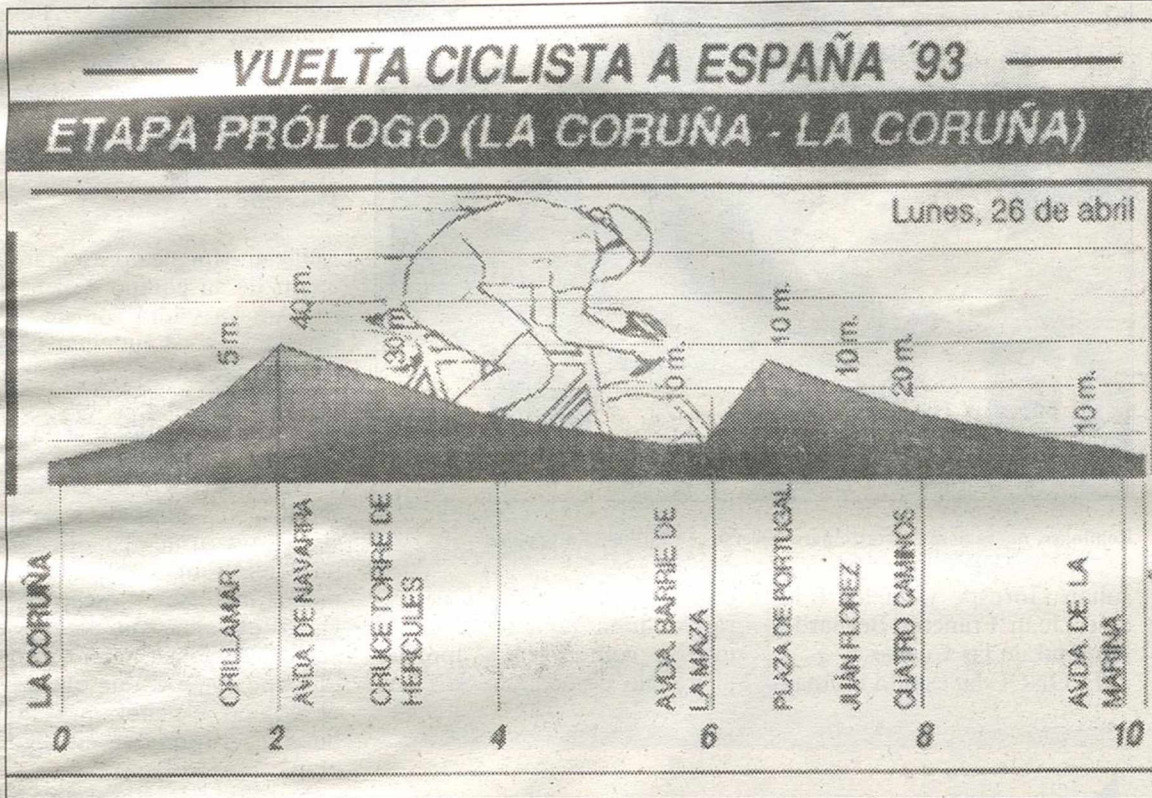 VUELTA CICLISTA A ESPAÑA ´93
ETAPA PRÓLOGO (LA CORUÑA - LA CORUÑA)
Lunes, 26 de abril
5 m.
40 m.
(30 m.
10 m.
10 m.
20 m.
10 m.
LA CORUÑA
ORILLAMAR
AVDA DE NAVARRA
CRUCE TORRE DE
HÉRCULES
AVDA. BARRIE DE
LA MAZA
PLAZA DE PORTUGAL
JUÁN FLOREZ
CUATRO CAMINOS
AVDA DE LA
MARINA
0
2
4
6
8
10